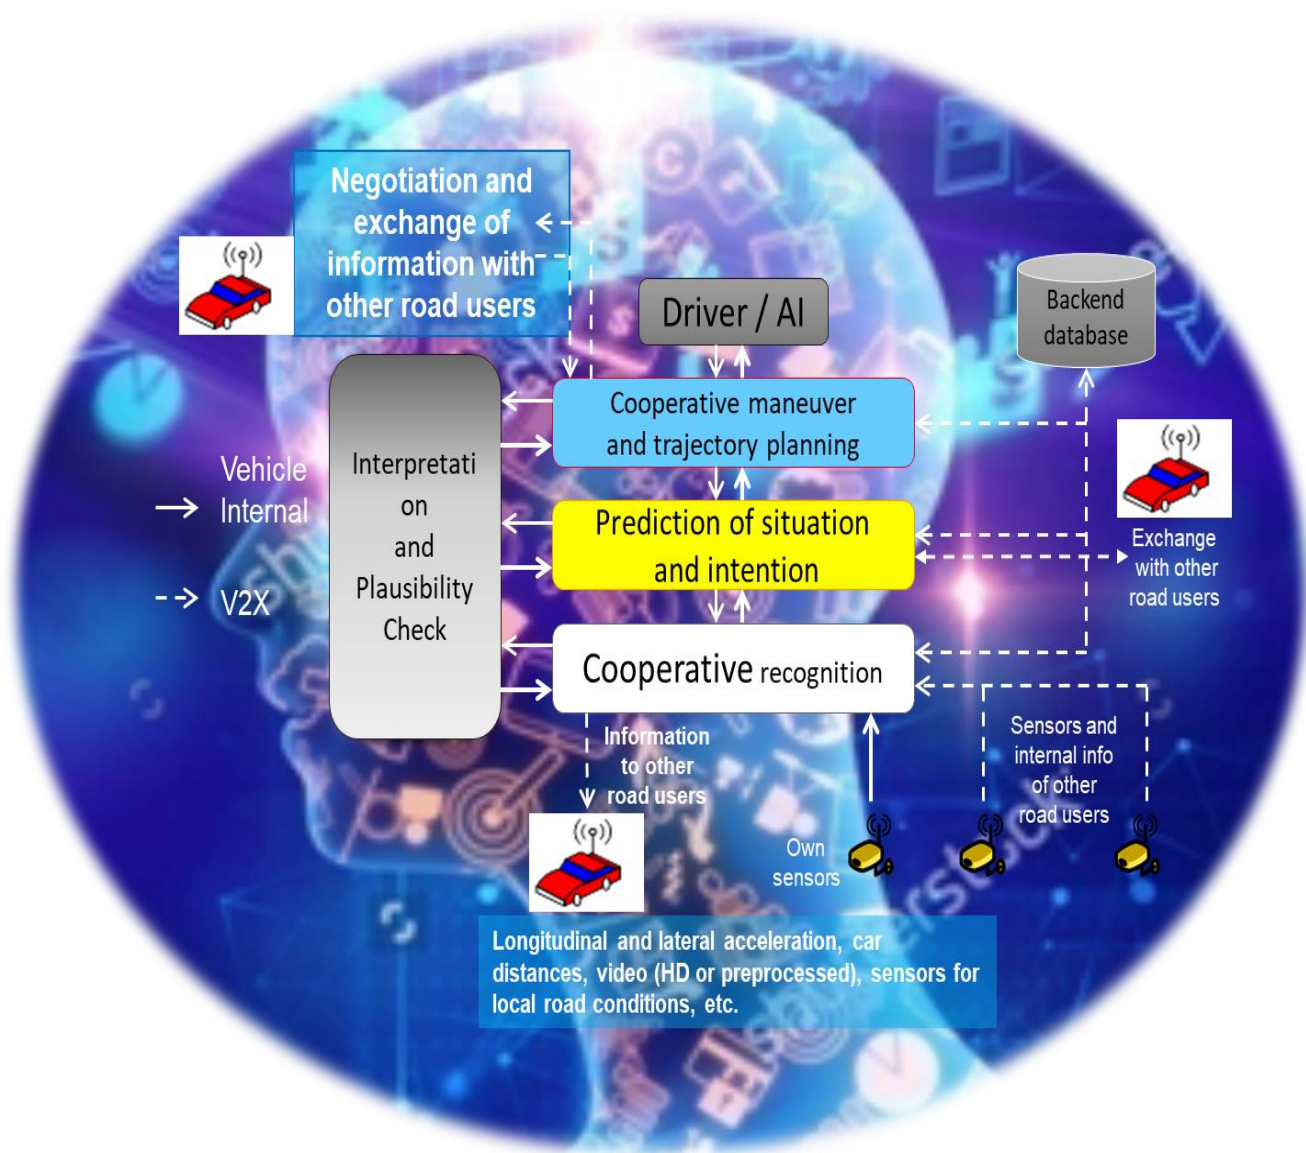 Negotiation and
exchange of
information with
other road users
Driver / AI
Backend
database
Cooperative maneuver
and trajectory planning
Interpretati
on
and
Plausibility
Check
Vehicle
Internal
V2X
Prediction of situation
and intention
Exchange
with other
road users
Cooperative recognition
Information
to other
road users
Sensors and
internal info
of other
road users
Own
sensors
Longitudinal and lateral acceleration, car
distances, video (HD or preprocessed), sensors for
local road conditions, etc.